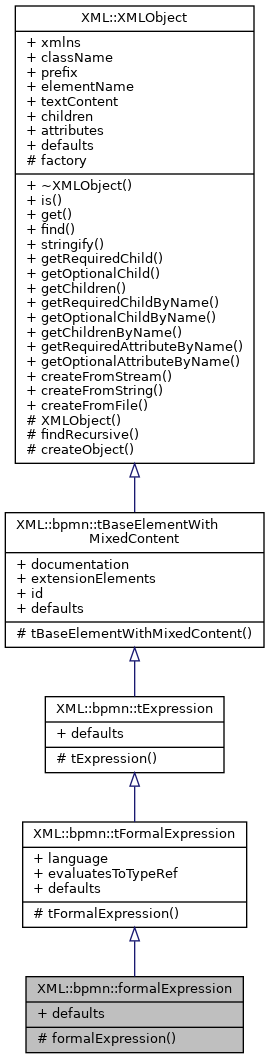 XML::XMLObject
+ xmlns
+ className
+ prefix
+ elementName
+ textContent
+ children
+ attributes
+ defaults
# factory
+ ~XMLObject()
+ is()
+ get()
+ find()
+ stringify()
+ getRequiredChild()
+ getOptionalChild()
+ getChildren()
+ getRequiredChildByName()
+ getOptionalChildByName()
+ getChildrenByName()
+ getRequiredAttributeByName()
+ getOptionalAttributeByName()
+ createFromStream()
+ createFromString()
+ createFromFile()
# XMLObject()
# findRecursive()
# createObject()
XML::bpmn::tBaseElementWith
MixedContent
+ documentation
+ extensionElements
+ id
+ defaults
# tBaseElementWithMixedContent()
XML::bpmn::tExpression
+ defaults
# tExpression()
XML::bpmn::tFormalExpression
+ language
+ evaluatesToTypeRef
+ defaults
# tFormalExpression()
XML::bpmn::formalExpression
+ defaults
# formalExpression()